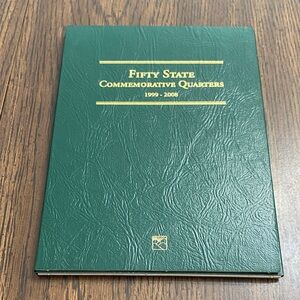 Fifty State
Commemorative Quarters
1999 - 2008